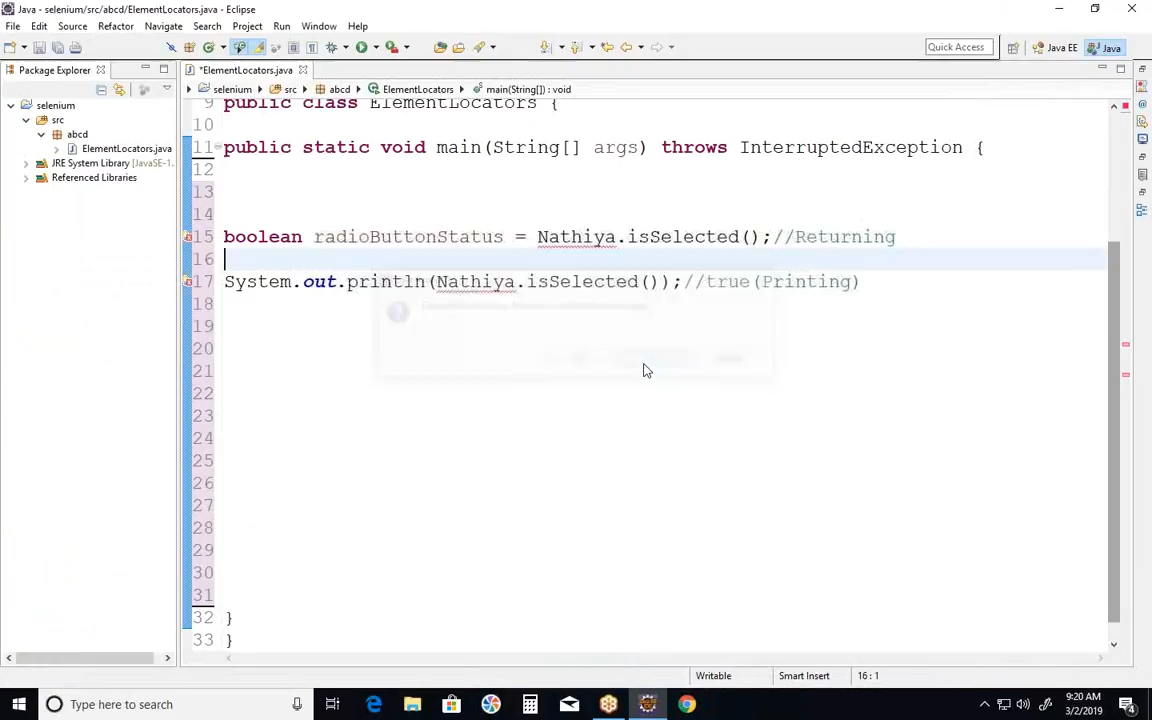 Java - selenium/src/abcd/ElementLocators.java - Eclipse
File Edit Source Refactor Navigate Search Project Run Window Help
Quick Access Java EE Java
Package Explorer
*ElementLocators.java
selenium src abcd ElementLocators main(String[]) : void
selenium
src
abcd
ElementLocators.java
JRE System Library [JavaSE-1.
Referenced Libraries
9 public class ElementLocators {
10
11 public static void main(String[] args) throws InterruptedException {
12
13
14
15 boolean radioButtonStatus = Nathiya.isSelected();//Returning
16
17 System.out.println(Nathiya.isSelected());//true(Printing)
18
19
20
21
22
23
24
25
26
27
28
29
30
31
32 }
33 }
Writable Smart Insert 16 : 1
Type here to search
9:20 AM
3/2/2019
4